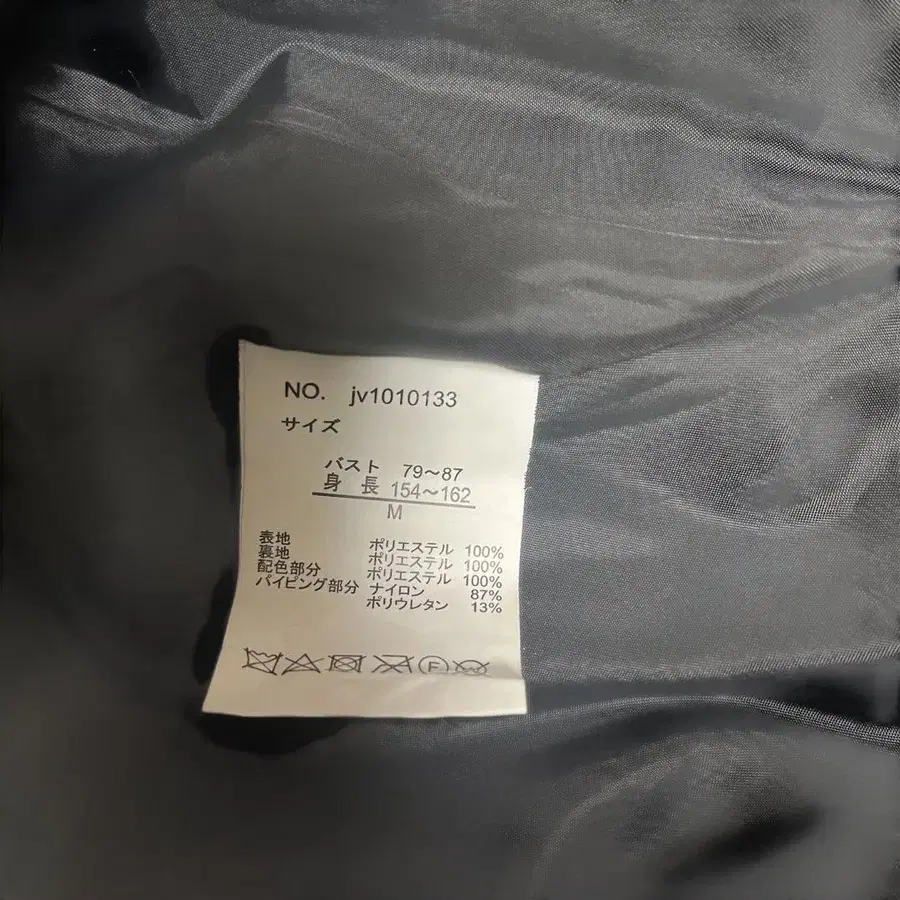 NO. jv1010133
サイズ
バスト 79～87
身 長 154～162
M
表地 ポリエステル 100%
裏地 ポリエステル 100%
配色部分 ポリエステル 100%
パイピング部分 ナイロン 87%
ポリウレタン 13%
F